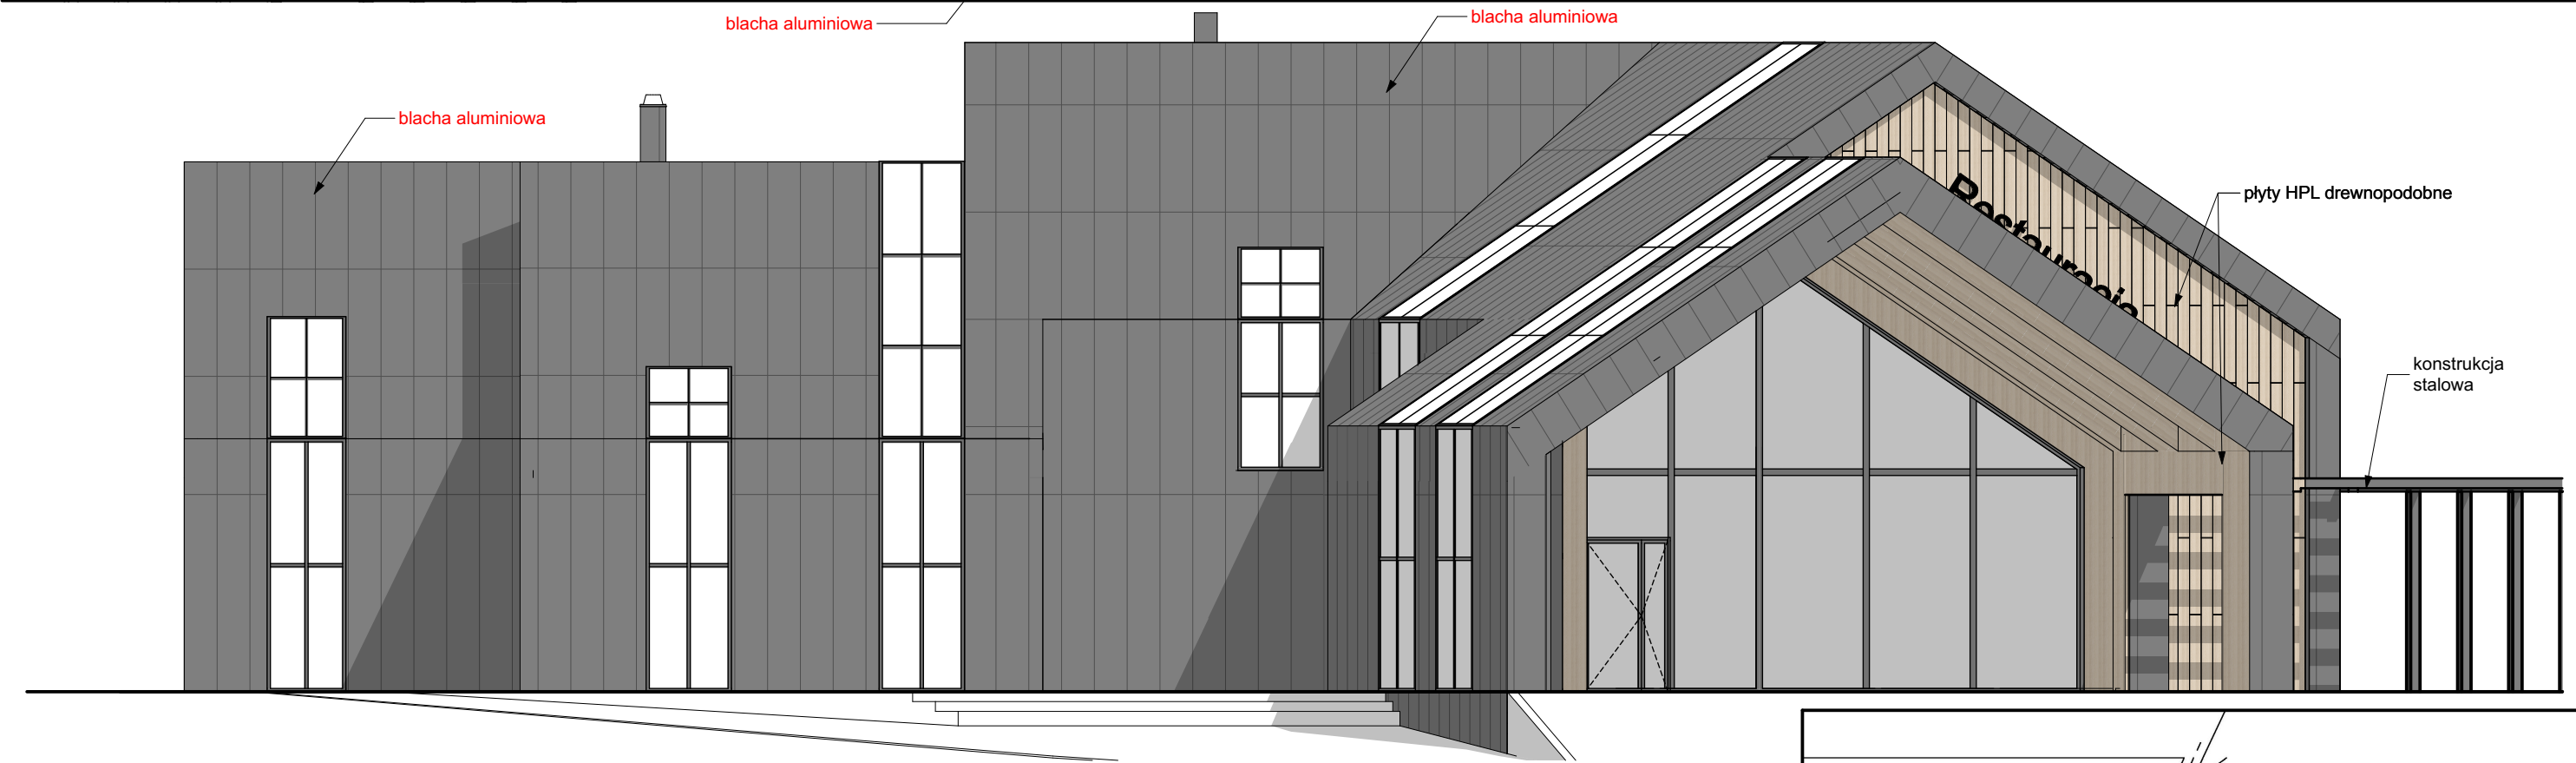 blacha aluminiowa
blacha aluminiowa
blacha aluminiowa
płyty HPL drewnopodobne
konstrukcja
stalowa